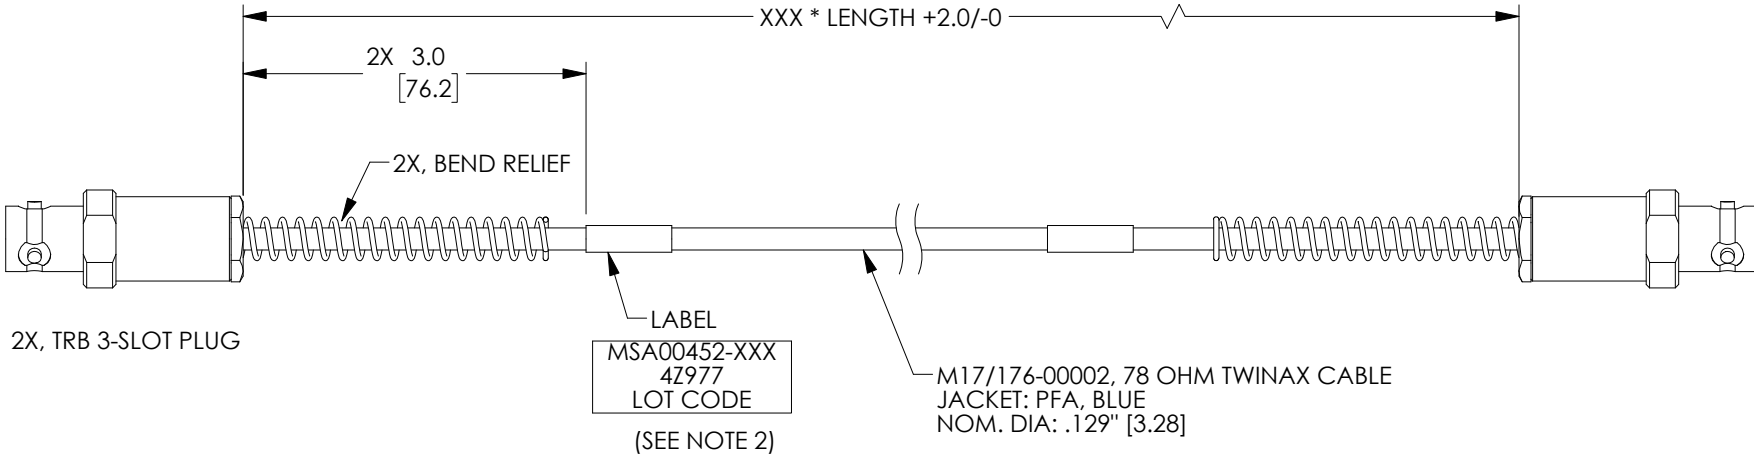 XXX * LENGTH +2.0/-0
2X 3.0
[76.2]
2X, BEND RELIEF
2X, TRB 3-SLOT PLUG
LABEL
MSA00452-XXX
4Z977
LOT CODE
(SEE NOTE 2)
M17/176-00002, 78 OHM TWINAX CABLE
JACKET: PFA, BLUE
NOM. DIA: .129" [3.28]